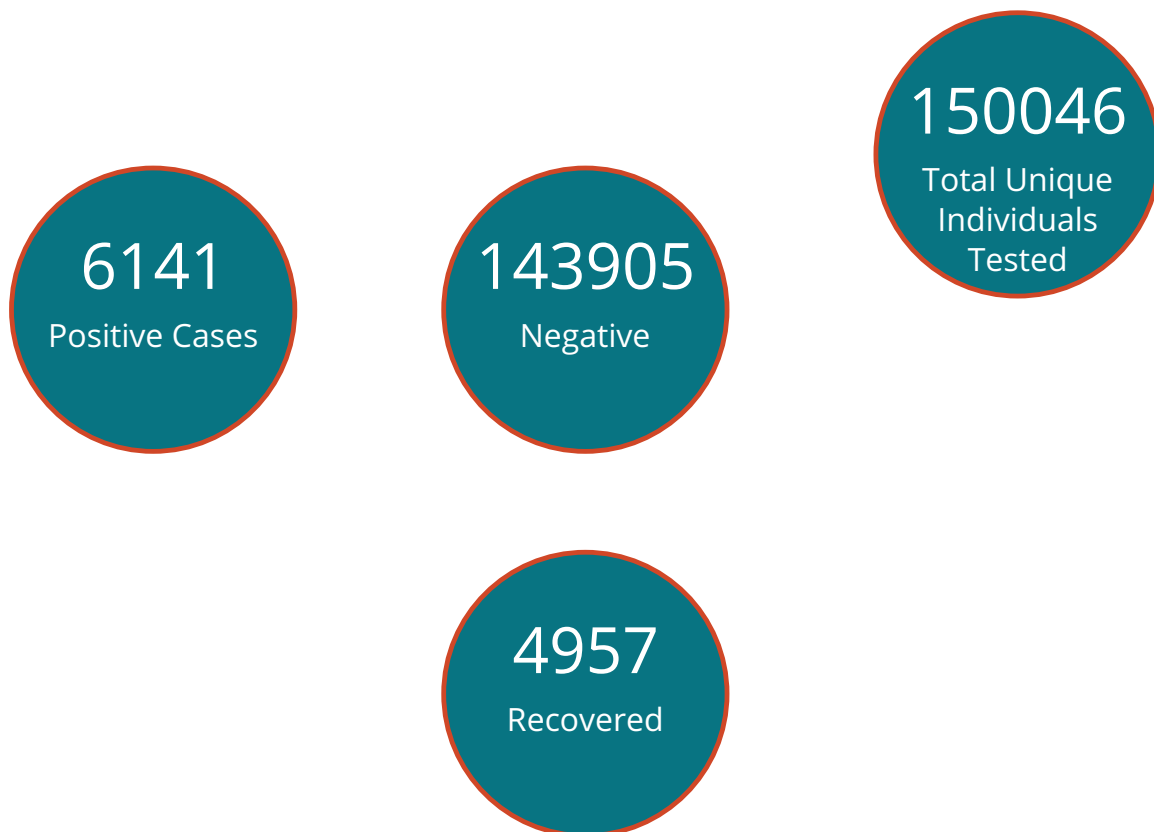 6141
Positive Cases
143905
Negative
150046
Total Unique
Individuals
Tested
4957
Recovered